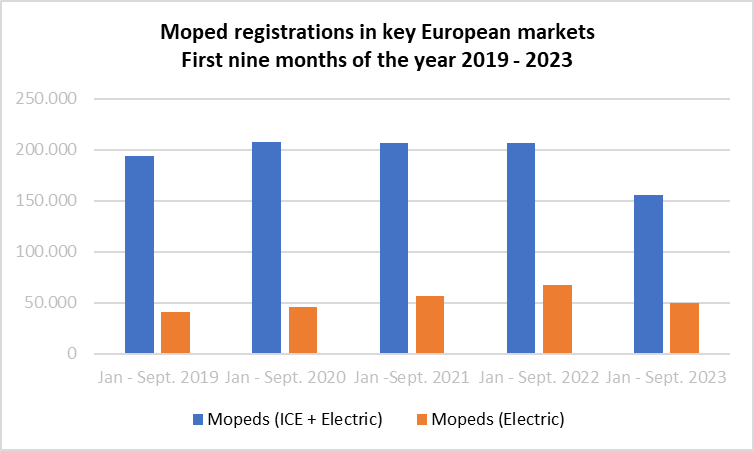 Moped registrations in key European markets
First nine months of the year 2019 - 2023
250.000
200.000
150.000
100.000
50.000
0
Jan - Sept. 2019
Jan - Sept. 2020
Jan -Sept. 2021
Jan - Sept. 2022
Jan - Sept. 2023
Mopeds (ICE + Electric)
Mopeds (Electric)